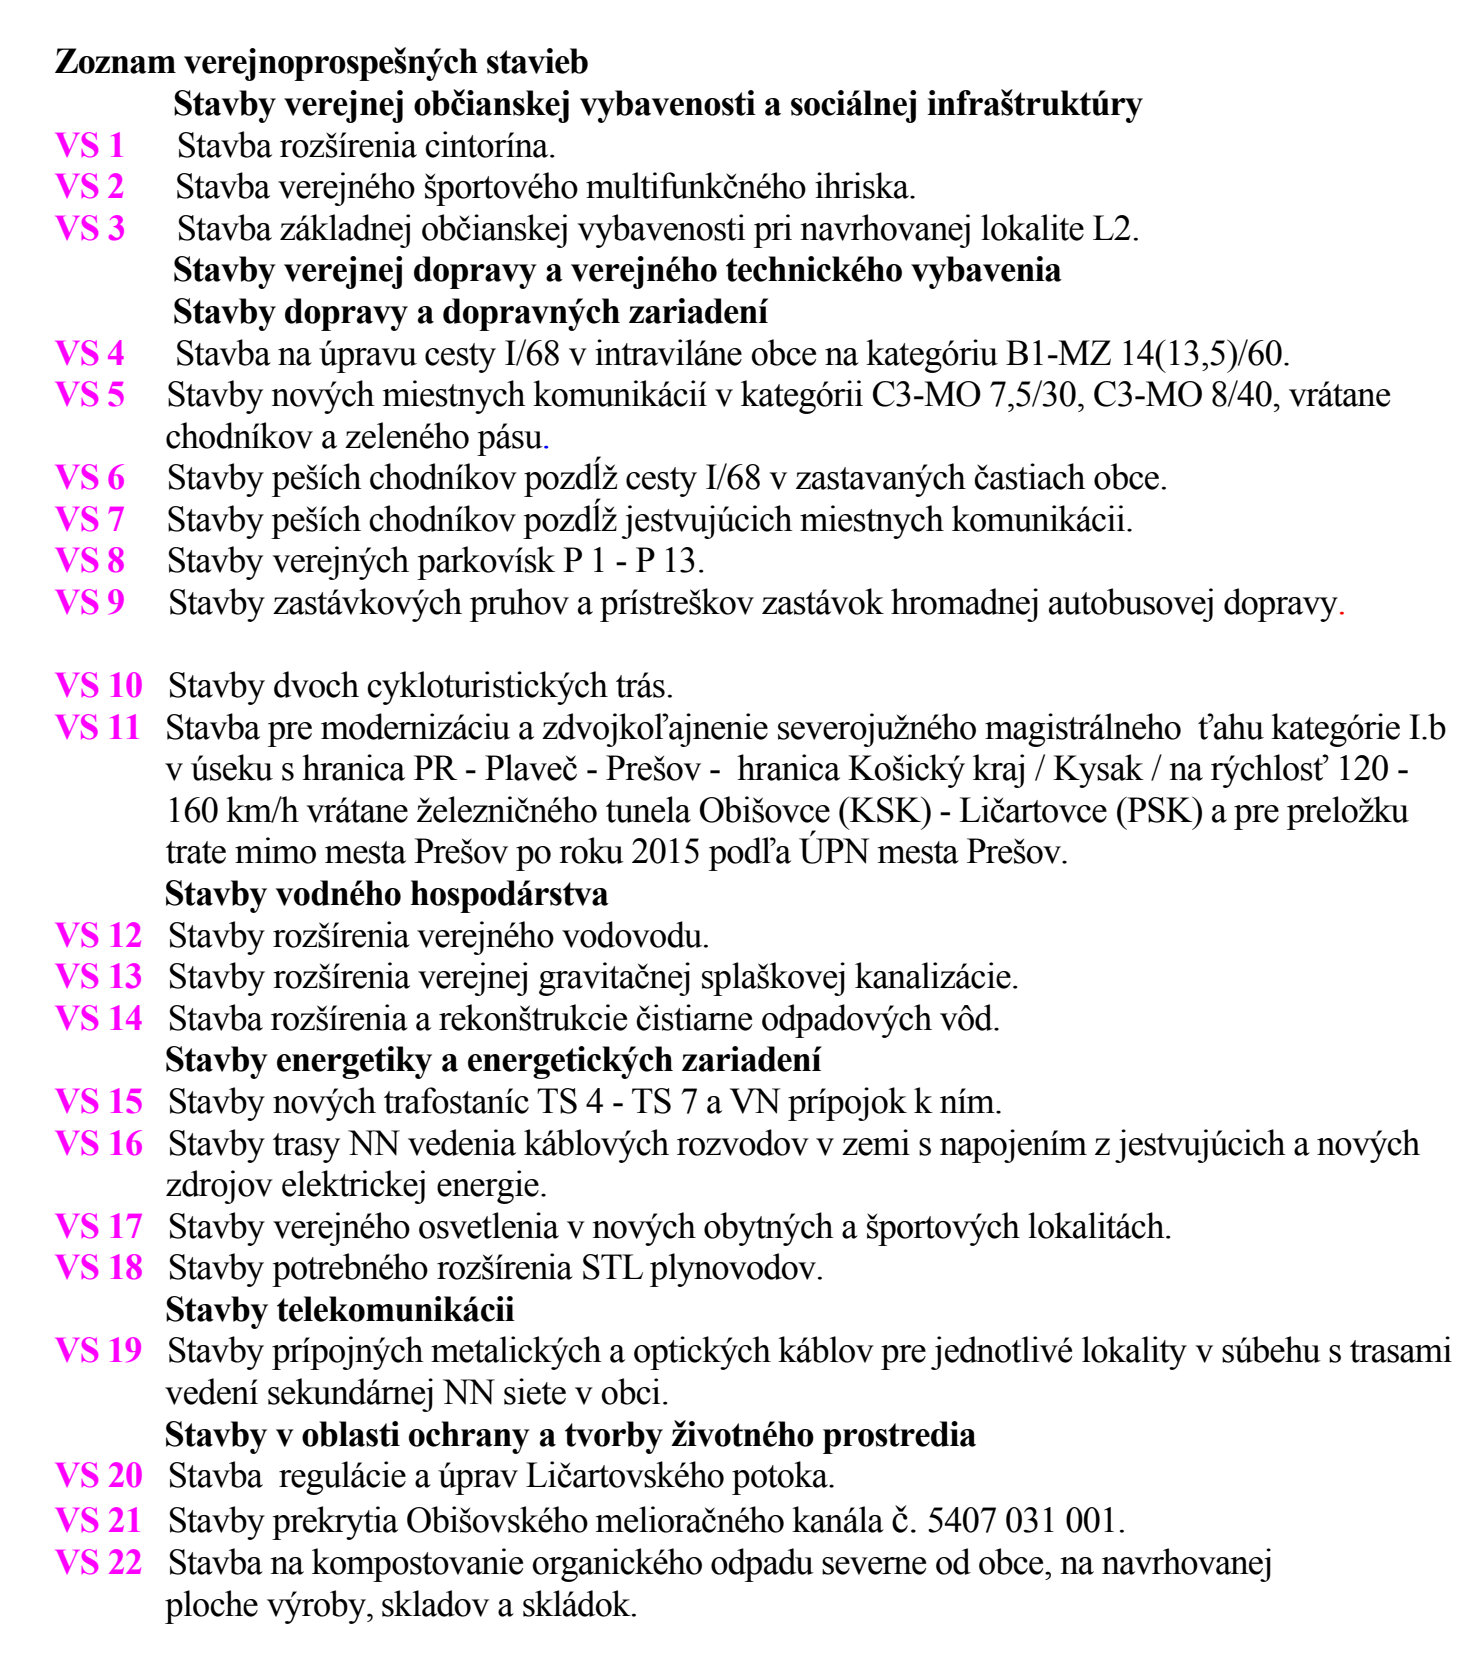 Zoznam verejnoprospešných stavieb
Stavby verejnej občianskej vybavenosti a sociálnej infraštruktúry
VS 1 Stavba rozšírenia cintorína.
VS 2 Stavba verejného športového multifunkčného ihriska.
VS 3 Stavba základnej občianskej vybavenosti pri navrhovanej lokalite L2.
Stavby verejnej dopravy a verejného technického vybavenia
Stavby dopravy a dopravných zariadení
VS 4 Stavba na úpravu cesty I/68 v intraviláne obce na kategóriu B1-MZ 14(13,5)/60.
VS 5 Stavby nových miestnych komunikácií v kategórii C3-MO 7,5/30, C3-MO 8/40, vrátane
chodníkov a zeleného pásu.
VS 6 Stavby peších chodníkov pozdĺž cesty I/68 v zastavaných častiach obce.
VS 7 Stavby peších chodníkov pozdĺž jestvujúcich miestnych komunikácii.
VS 8 Stavby verejných parkovísk P 1 - P 13.
VS 9 Stavby zastávkových pruhov a prístreškov zastávok hromadnej autobusovej dopravy.
VS 10 Stavby dvoch cykloturistických trás.
VS 11 Stavba pre modernizáciu a zdvojkoľajnenie severojužného magistrálneho ťahu kategórie I.b
v úseku s hranica PR - Plaveč - Prešov - hranica Košický kraj / Kysak / na rýchlosť 120 -
160 km/h vrátane železničného tunela Obišovce (KSK) - Ličartovce (PSK) a pre preložku
trate mimo mesta Prešov po roku 2015 podľa ÚPN mesta Prešov.
Stavby vodného hospodárstva
VS 12 Stavby rozšírenia verejného vodovodu.
VS 13 Stavby rozšírenia verejnej gravitačnej splaškovej kanalizácie.
VS 14 Stavba rozšírenia a rekonštrukcie čistiarne odpadových vôd.
Stavby energetiky a energetických zariadení
VS 15 Stavby nových trafostaníc TS 4 - TS 7 a VN prípojok k ním.
VS 16 Stavby trasy NN vedenia káblových rozvodov v zemi s napojením z jestvujúcich a nových
zdrojov elektrickej energie.
VS 17 Stavby verejného osvetlenia v nových obytných a športových lokalitách.
VS 18 Stavby potrebného rozšírenia STL plynovodov.
Stavby telekomunikácii
VS 19 Stavby prípojných metalických a optických káblov pre jednotlivé lokality v súbehu s trasami
vedení sekundárnej NN siete v obci.
Stavby v oblasti ochrany a tvorby životného prostredia
VS 20 Stavba regulácie a úprav Ličartovského potoka.
VS 21 Stavby prekrytia Obišovského melioračného kanála č. 5407 031 001.
VS 22 Stavba na kompostovanie organického odpadu severne od obce, na navrhovanej
ploche výroby, skladov a skládok.